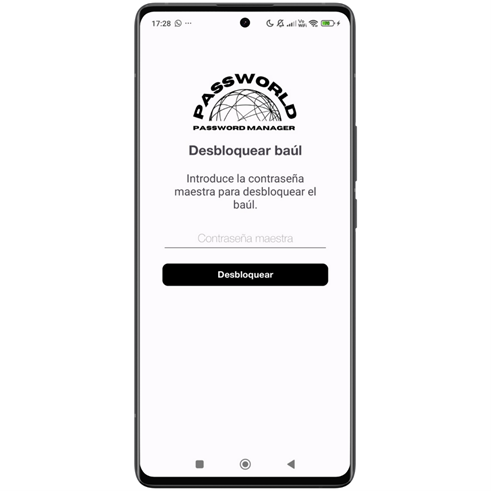 17:28
PASSWORLD
PASSWORD MANAGER
Desbloquear baúl
Introduce la contraseña
maestra para desbloquear el
baúl.
Contraseña maestra
Desbloquear